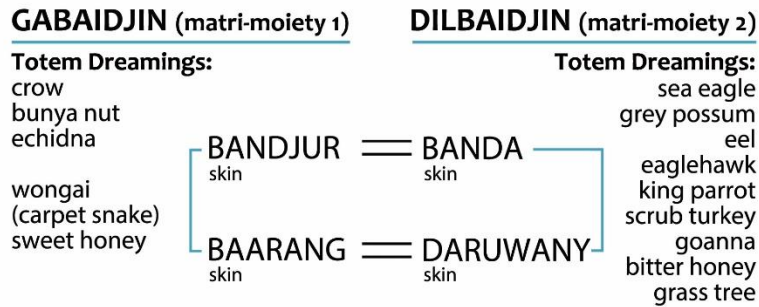 GABAIDJIN (matri-moiety 1)
Totem Dreamings:
crow
bunya nut
echidna
wongai
(carpet snake)
sweet honey
BANDJUR
skin
BANDA
skin
BAARANG
skin
DARUWANY
skin
DILBAIDJIN (matri-moiety 2)
Totem Dreamings:
sea eagle
grey possum
eel
eaglehawk
king parrot
scrub turkey
goanna
bitter honey
grass tree